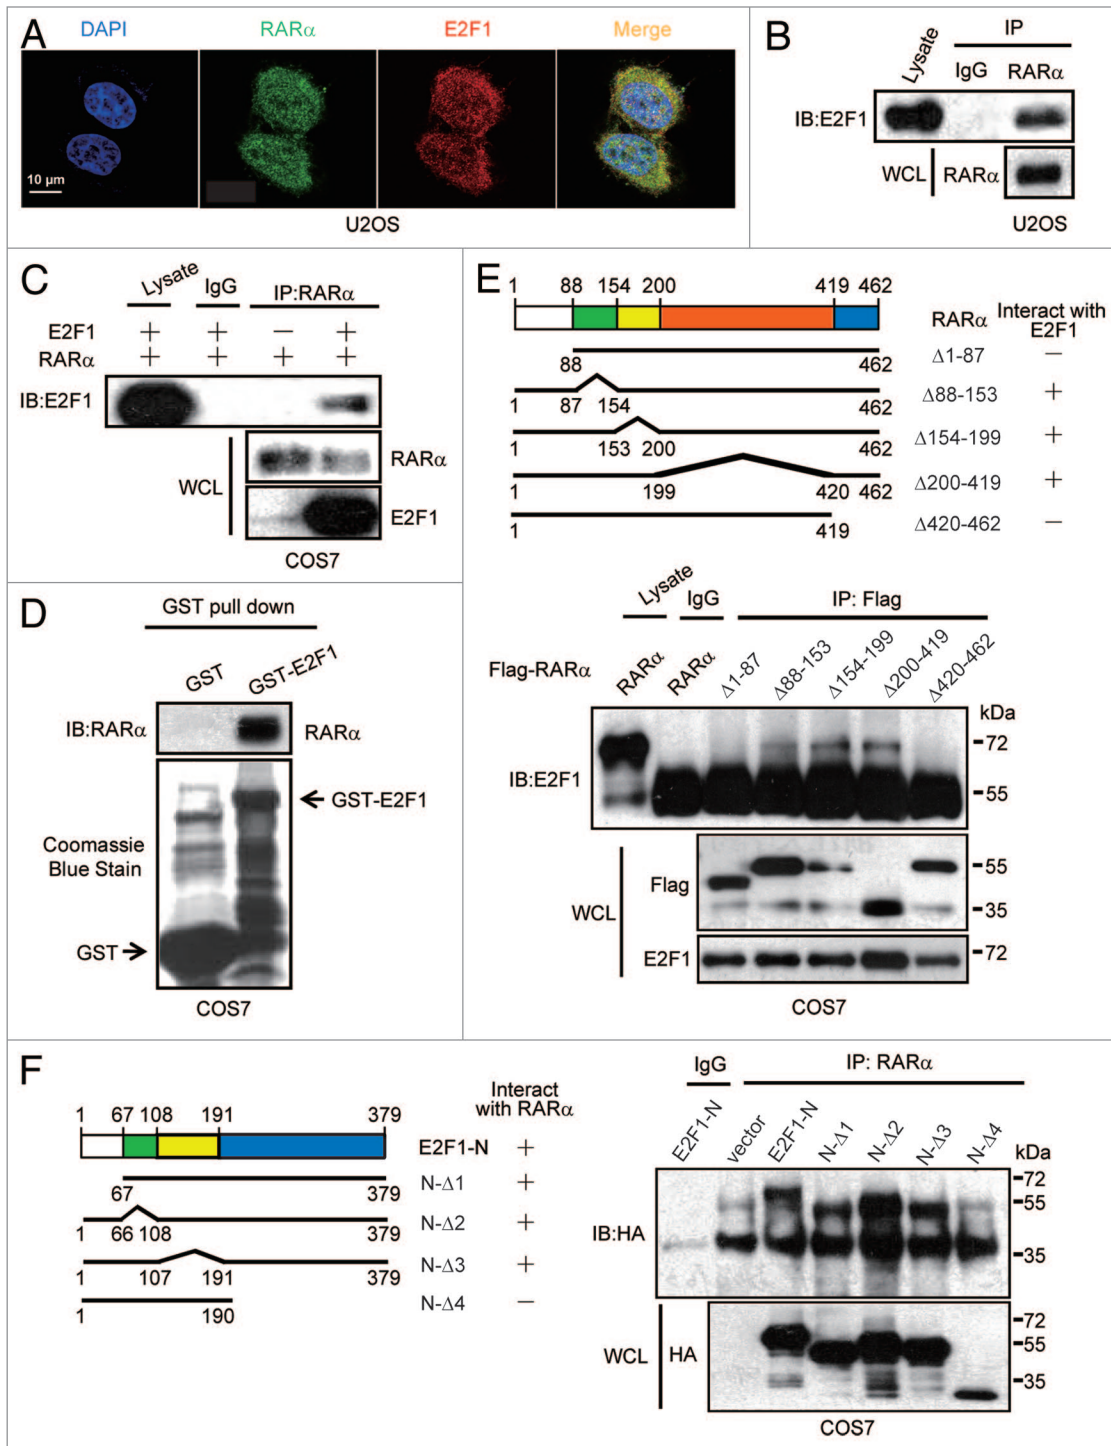 A
DAPI
RARα
E2F1
Merge
10 µm
U2OS
B
Lysate
IP
IgG
RARα
IB:E2F1
WCL
RARα
U2OS
C
Lysate
IgG
IP:RARα
E2F1 + + − +
RARα + + + +
IB:E2F1
WCL
RARα
E2F1
COS7
D
GST pull down
GST
GST-E2F1
IB:RARα
RARα
GST-E2F1
Coomassie
Blue Stain
GST
COS7
E
1 88 154 200 419 462
RARα
Interact with
E2F1
88 462
Δ1-87 −
1 87 154 462
Δ88-153 +
1 153 200 462
Δ154-199 +
1 199 420 462
Δ200-419 +
1 419
Δ420-462 −
Lysate
IgG
IP: Flag
Flag-RARα
RARα
RARα
Δ1-87
Δ88-153
Δ154-199
Δ200-419
Δ420-462
kDa
72
IB:E2F1
55
WCL
Flag
55
35
E2F1
72
COS7
F
1 67 108 191 379
Interact
with RARα
E2F1-N +
67 379
N-Δ1 +
1 66 108 379
N-Δ2 +
1 107 191 379
N-Δ3 +
1 190
N-Δ4 −
IgG
IP: RARα
E2F1-N
vector
E2F1-N
N-Δ1
N-Δ2
N-Δ3
N-Δ4
kDa
72
55
IB:HA
35
WCL
HA
72
55
35
COS7